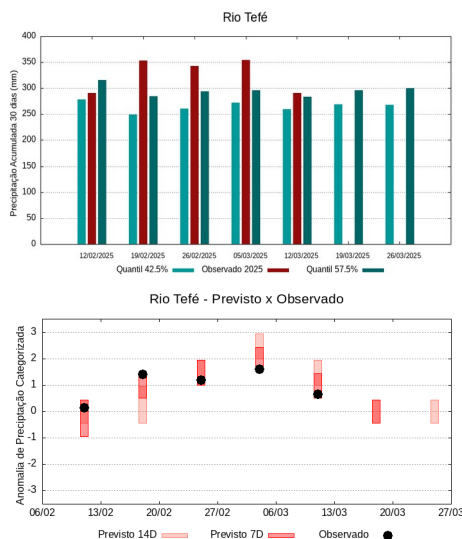 Rio Tefé
Precipitação Acumulada 30 dias (mm)
400
350
300
250
200
150
100
50
0
12/02/2025 19/02/2025 26/02/2025 05/03/2025 12/03/2025 19/03/2025 26/03/2025
Quantil 42.5% Observado 2025 Quantil 57.5%
Rio Tefé - Previsto x Observado
Anomalia de Preciptação Categorizada
3
2
1
0
-1
-2
-3
06/02 13/02 20/02 27/02 06/03 13/03 20/03 27/03
Previsto 14D Previsto 7D Observado